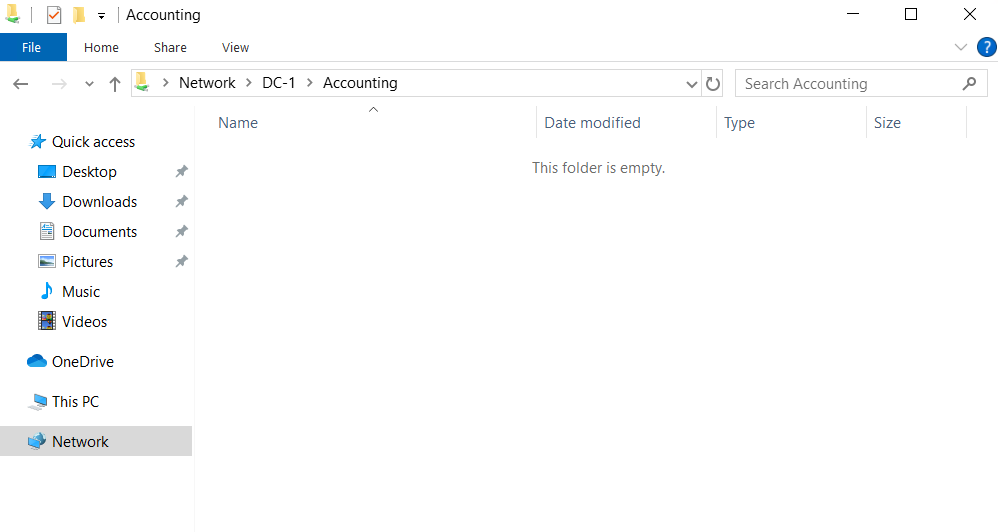 Accounting
File Home Share View ?
Network DC-1 Accounting Search Accounting
Name Date modified Type Size
This folder is empty.
Quick access
Desktop
Downloads
Documents
Pictures
Music
Videos
OneDrive
This PC
Network